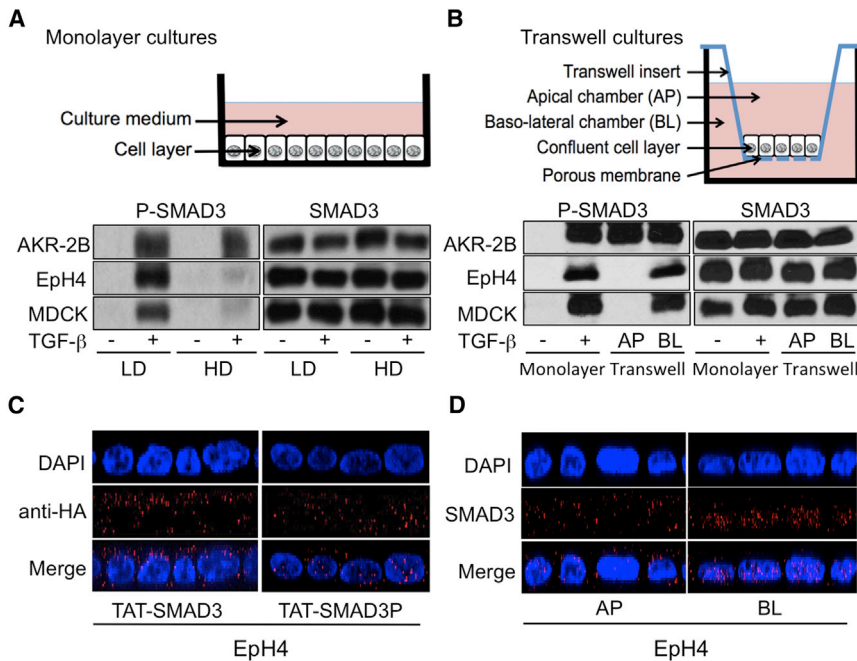 A
Monolayer cultures
Culture medium
Cell layer
P-SMAD3 SMAD3
AKR-2B
EpH4
MDCK
TGF-β - + - + - + - +
LD HD LD HD
B
Transwell cultures
Transwell insert
Apical chamber (AP)
Baso-lateral chamber (BL)
Confluent cell layer
Porous membrane
P-SMAD3 SMAD3
AKR-2B
EpH4
MDCK
TGF-β - + AP BL - + AP BL
Monolayer Transwell Monolayer Transwell
C
DAPI
anti-HA
Merge
TAT-SMAD3 TAT-SMAD3P
EpH4
D
DAPI
SMAD3
Merge
AP BL
EpH4